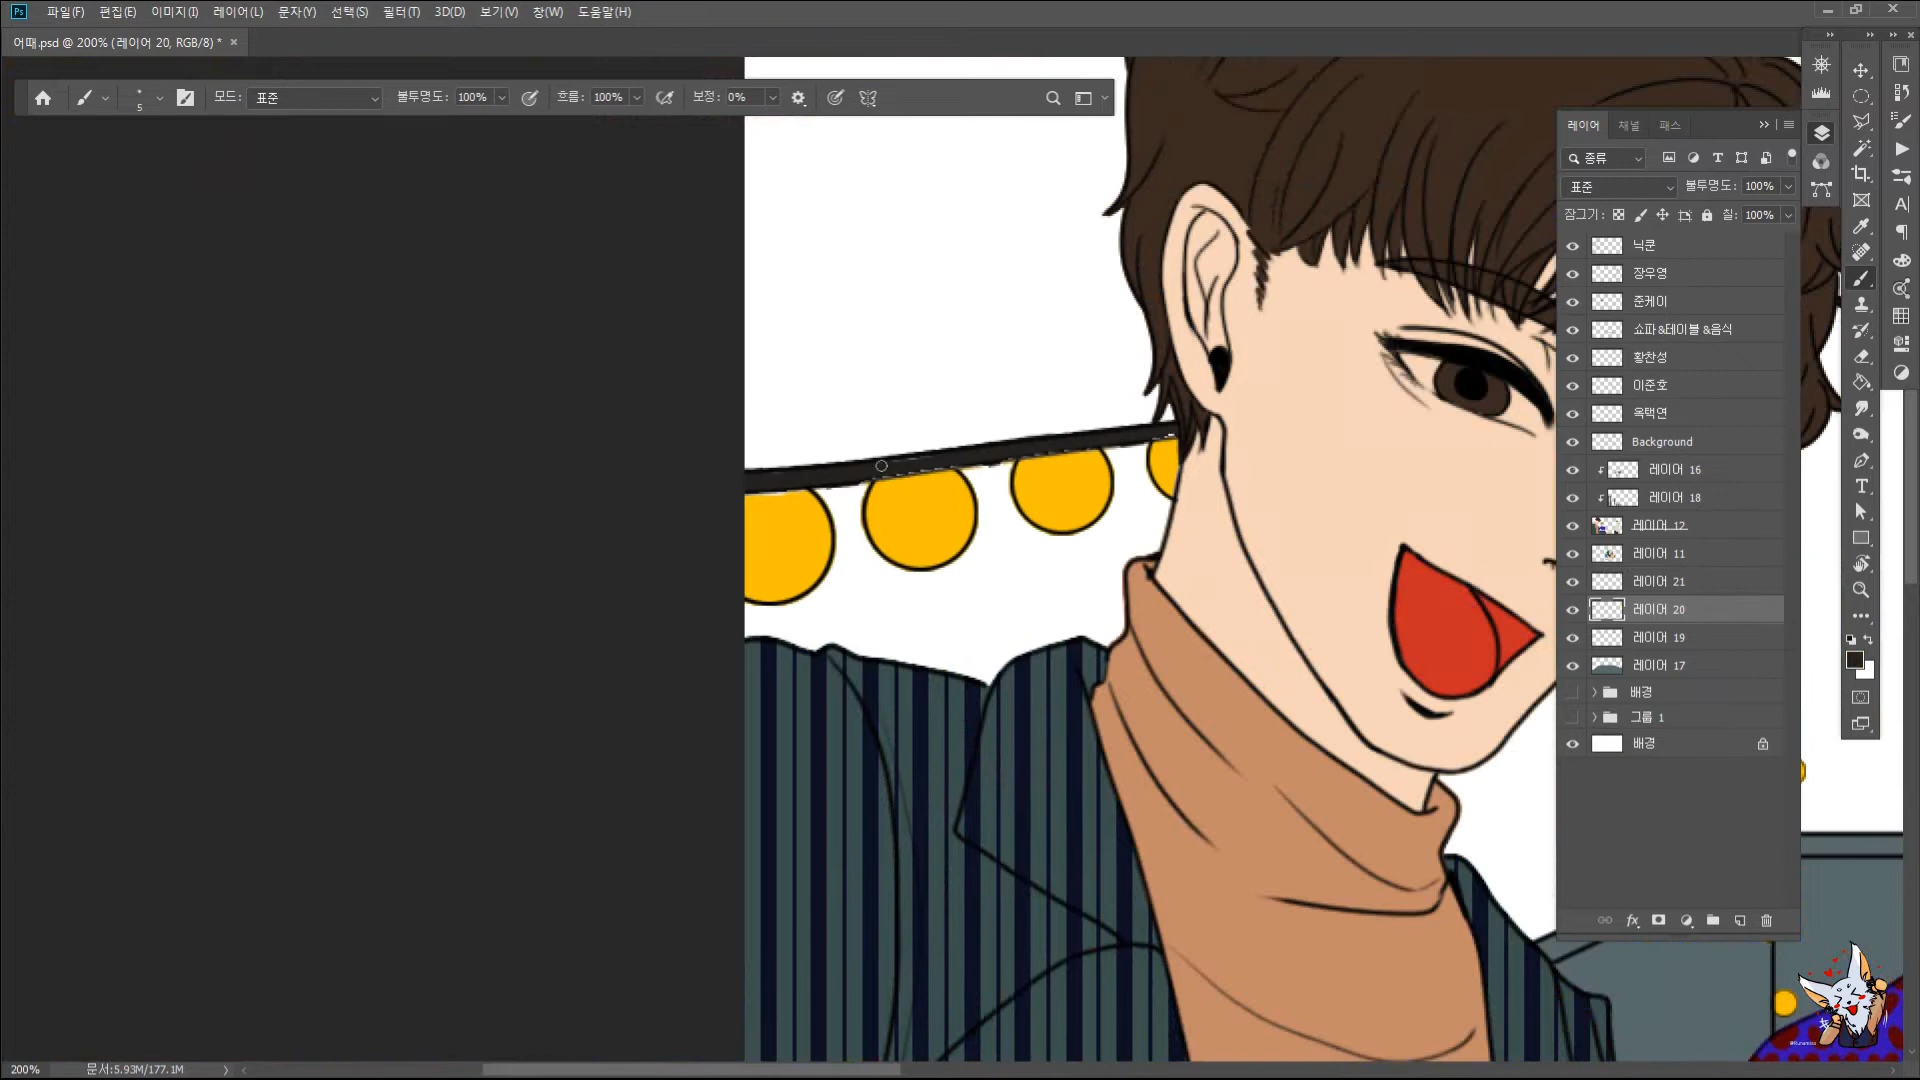 Ps 파일(F) 편집(E) 이미지(I) 레이어(L) 문자(Y) 선택(S) 필터(T) 3D(D) 보기(V) 창(W) 도움말(H)
어때.psd @ 200% (레이어 20, RGB/8) * ×
5 모드: 표준 불투명도: 100% 흐름: 100% 보정: 0%
레이어 채널 패스
종류
표준 불투명도: 100%
잠그기: 칠: 100%
닉쿤
장우영
준케이
쇼파&테이블 &음식
황찬성
이준호
옥택연
Background
레이어 16
레이어 18
레이어 12
레이어 11
레이어 21
레이어 20
레이어 19
레이어 17
배경
그룹 1
배경
fx
200% 문서:5.93M/177.1M